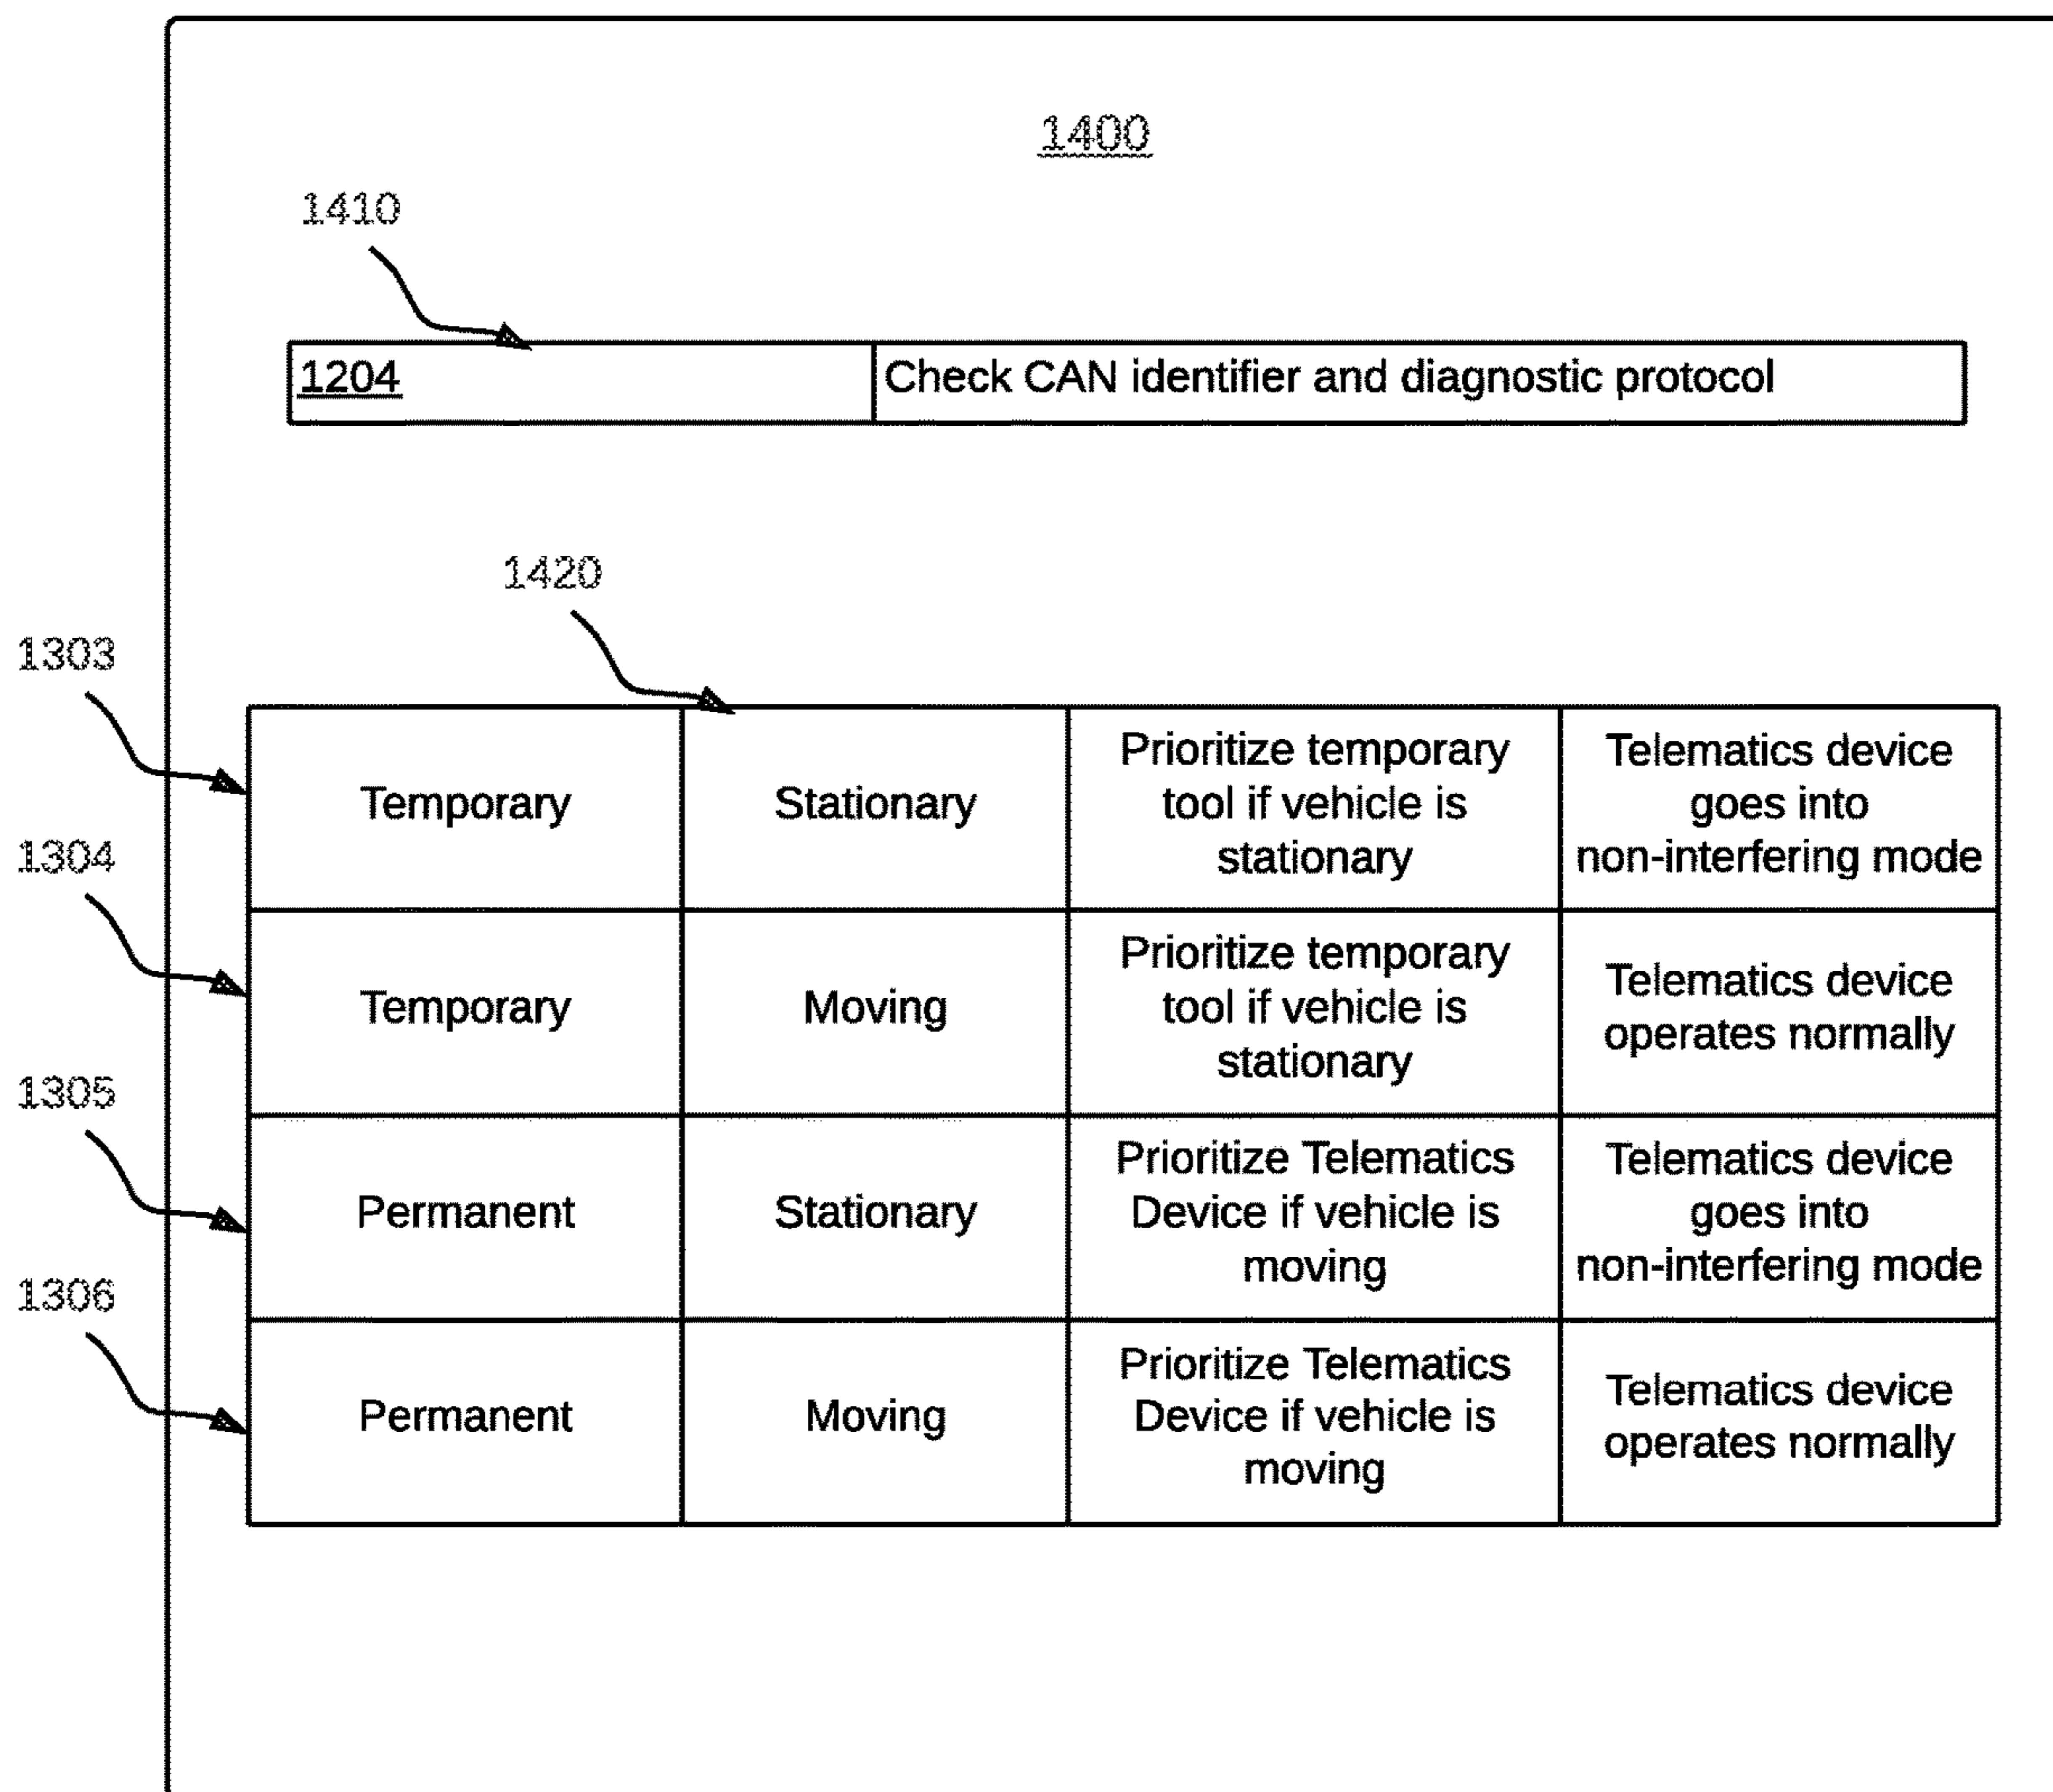 1400
1410
1204 Check CAN identifier and diagnostic protocol
1420
1303
Temporary
Stationary
Prioritize temporary
tool if vehicle is
stationary
Telematics device
goes into
non-interfering mode
1304
Temporary
Moving
Prioritize temporary
tool if vehicle is
stationary
Telematics device
operates normally
1305
Permanent
Stationary
Prioritize Telematics
Device if vehicle is
moving
Telematics device
goes into
non-interfering mode
1306
Permanent
Moving
Prioritize Telematics
Device if vehicle is
moving
Telematics device
operates normally